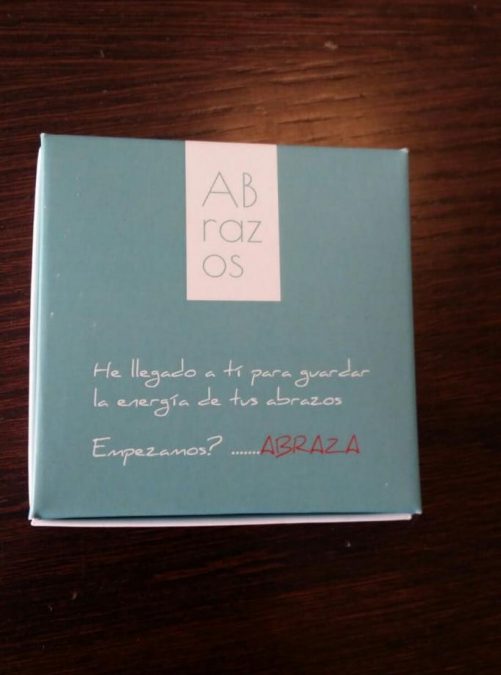 AB
raz
os
He llegado a tí para guardar
la energía de tus abrazos
Empezamos? .......ABRAZA